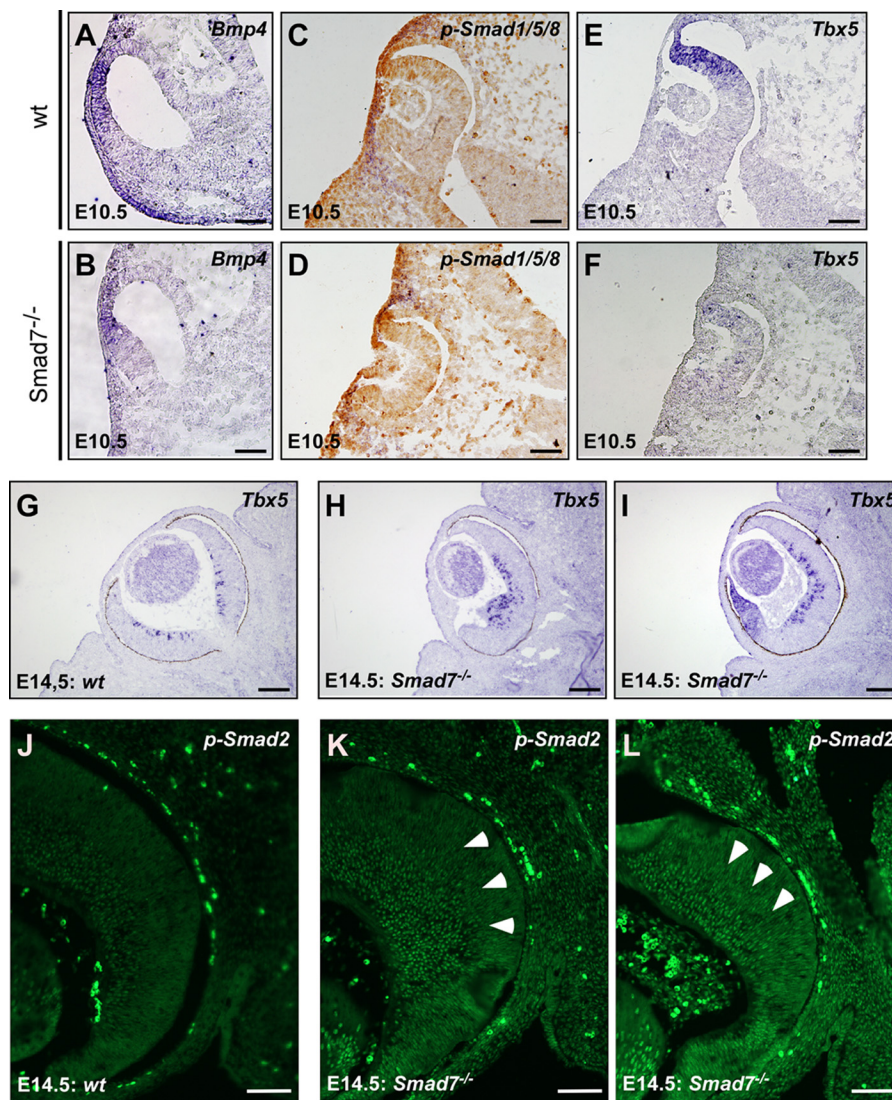 wt
A
Bmp4
E10.5
C
p-Smad1/5/8
E10.5
E
Tbx5
E10.5
Smad7-/-
B
Bmp4
E10.5
D
p-Smad1/5/8
E10.5
F
Tbx5
E10.5
G
Tbx5
E14,5: wt
H
Tbx5
E14.5: Smad7-/-
I
Tbx5
E14.5: Smad7-/-
J
p-Smad2
E14.5: wt
K
p-Smad2
E14.5: Smad7-/-
L
p-Smad2
E14.5: Smad7-/-